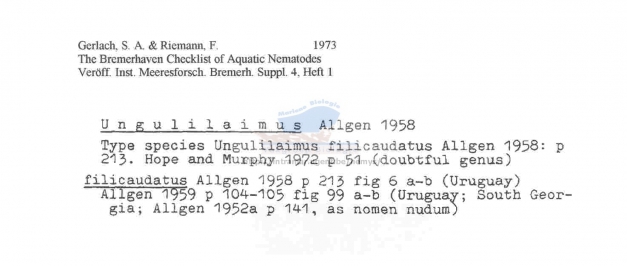 Gerlach, S. A. & Riemann, F. 1973
The Bremerhaven Checklist of Aquatic Nematodes
Veröff. Inst. Meeresforsch. Bremerh. Suppl. 4, Heft 1
U n g u l i l a i m u s Allgen 1958
Type species Ungulilaimus filicaudatus Allgen 1958: p
213. Hope and Murphy 1972 p 51 (doubtful genus)
filicaudatus Allgen 1958 p 213 fig 6 a-b (Uruguay)
Allgen 1959 p 104-105 fig 99 a-b (Uruguay; South Geor-
gia; Allgen 1952a p 141, as nomen nudum)